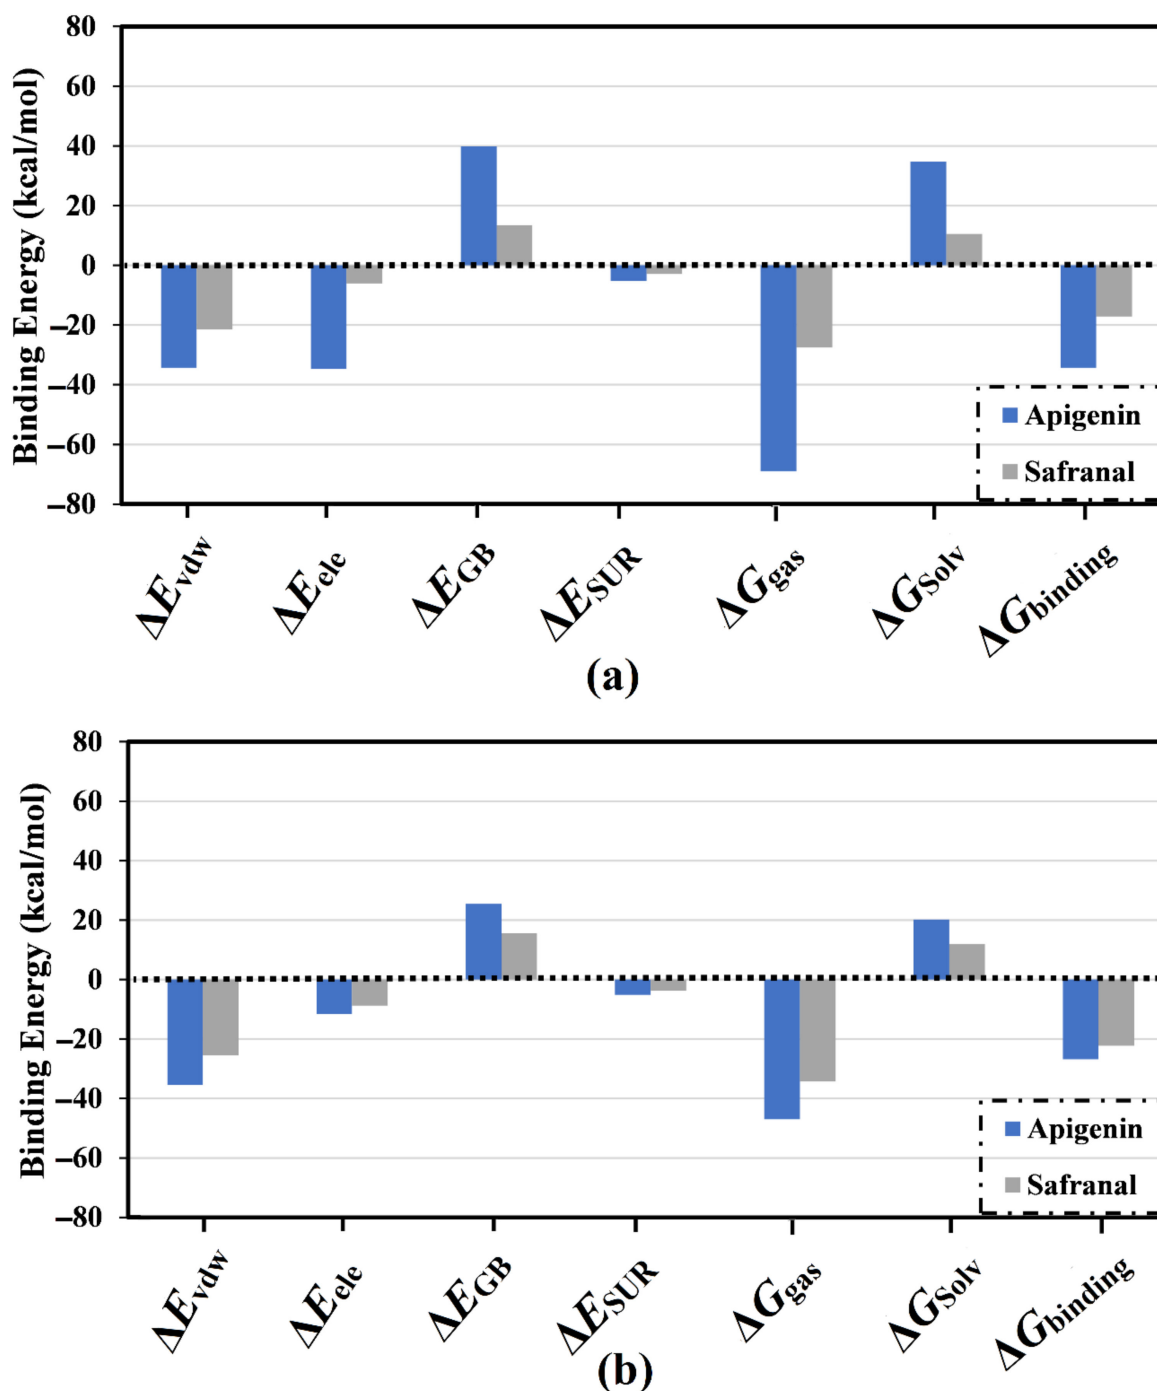 Binding Energy (kcal/mol)
80
60
40
20
0
−20
−40
−60
−80
Apigenin
Safranal
ΔEvdw
ΔEele
ΔEGB
ΔESUR
ΔGgas
ΔGSolv
ΔGbinding
(a)
Binding Energy (kcal/mol)
80
60
40
20
0
−20
−40
−60
−80
Apigenin
Safranal
ΔEvdw
ΔEele
ΔEGB
ΔESUR
ΔGgas
ΔGSolv
ΔGbinding
(b)